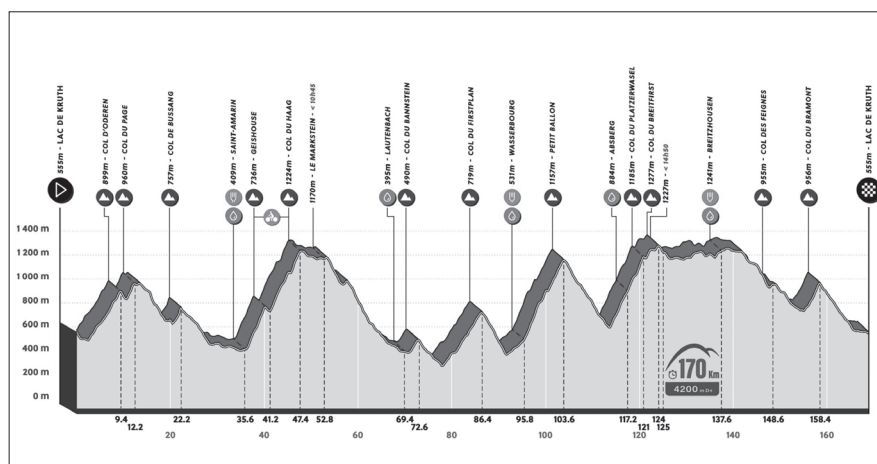 555m - LAC DE KRUTH
899m - COL D'ODEREN
960m - COL DU PAGE
757m - COL DE BUSSANG
409m - SAINT-AMARIN
736m - GEISHOUSE
1224m - COL DU HAAG
1170m - LE MARKSTEIN - < 10h45
395m - LAUTENBACH
490m - COL DU BANNSTEIN
719m - COL DU FIRSTPLAN
531m - WASSERBOURG
1157m - PETIT BALLON
884m - ABSBERG
1185m - COL DU PLATZERWASEL
1277m - COL DU BREITFIRST
1227m - < 14h50
1241m - BREITZHOUSEN
955m - COL DES FEIGNES
956m - COL DU BRAMONT
555m - LAC DE KRUTH
1400 m
1200 m
1000 m
800 m
600 m
400 m
200 m
0 m
170 Km
4200 m D+
9.4
12.2
22.2
35.6
41.2
47.4
52.8
69.4
72.6
86.4
95.8
103.6
117.2
121
124
125
137.6
148.6
158.4
20
40
60
80
100
120
140
160